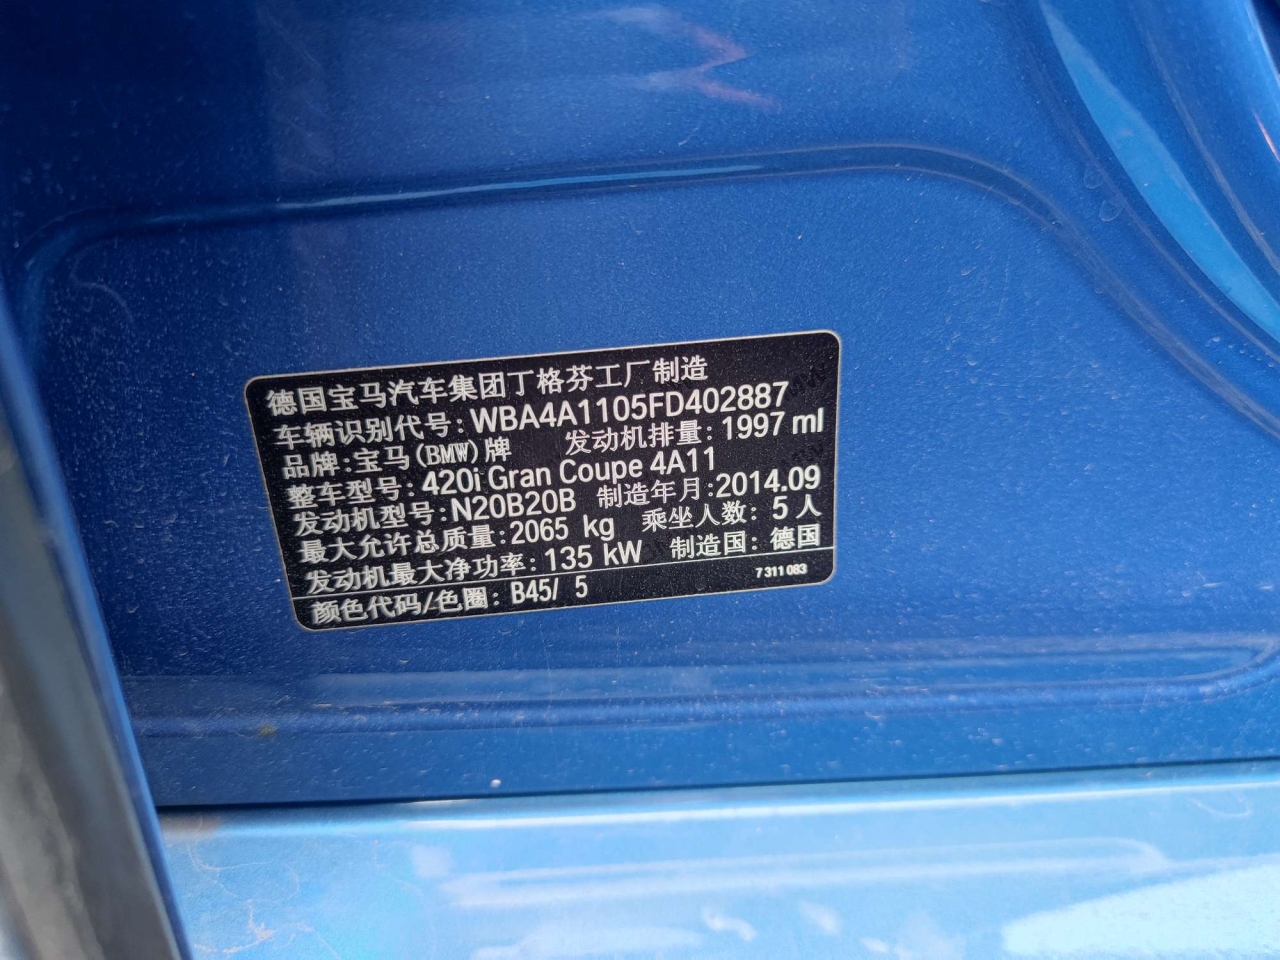 德国宝马汽车集团丁格芬工厂制造
车辆识别代号: WBA4A1105FD402887
品牌: 宝马(BMW)牌 发动机排量: 1997 ml
整车型号: 420i Gran Coupe 4A11
发动机型号: N20B20B 制造年月: 2014.09
最大允许总质量: 2065 kg 乘坐人数: 5 人
发动机最大净功率: 135 kW 制造国: 德国
颜色代码/色圈: B45/ 5 7 311 083